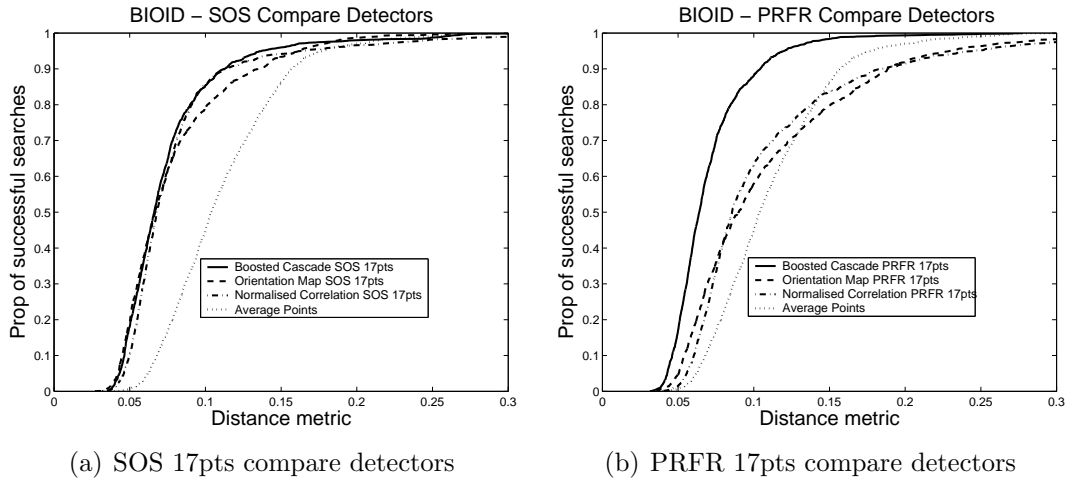 BIOID – SOS Compare Detectors
1
0.9
0.8
0.7
0.6
0.5
0.4
0.3
0.2
0.1
0
Prop of successful searches
Boosted Cascade SOS 17pts
Orientation Map SOS 17pts
Normalised Correlation SOS 17pts
Average Points
0 0.05 0.1 0.15 0.2 0.25 0.3
Distance metric
(a) SOS 17pts compare detectors
BIOID – PRFR Compare Detectors
1
0.9
0.8
0.7
0.6
0.5
0.4
0.3
0.2
0.1
0
Prop of successful searches
Boosted Cascade PRFR 17pts
Orientation Map PRFR 17pts
Normalised Correlation PRFR 17pts
Average Points
0 0.05 0.1 0.15 0.2 0.25 0.3
Distance metric
(b) PRFR 17pts compare detectors